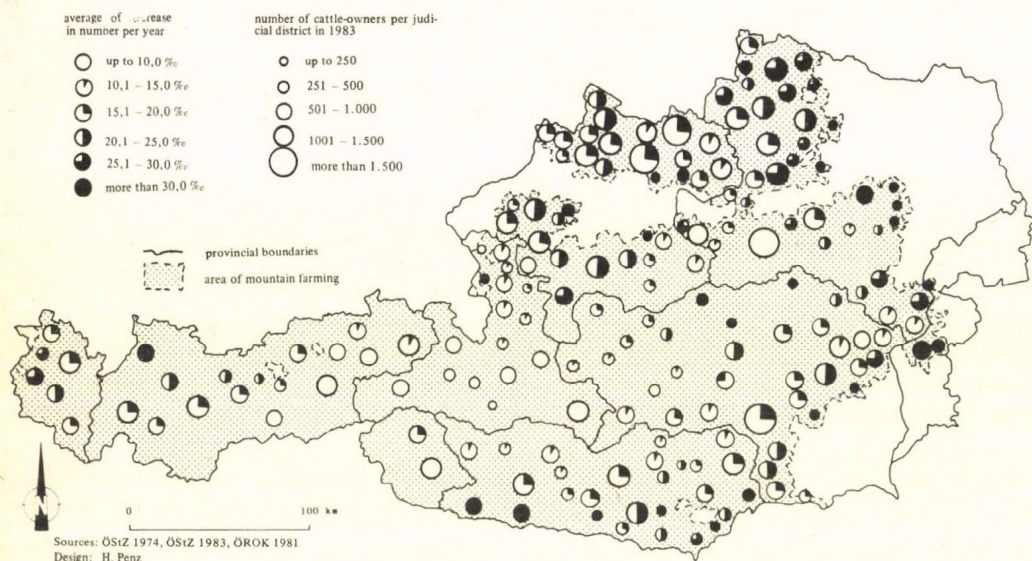 average of rease
in number per year
up to 10,0 ‰
10,1 – 15,0 ‰
15,1 – 20,0 ‰
20,1 – 25,0 ‰
25,1 – 30,0 ‰
more than 30,0 ‰
number of cattle-owners per judi-
cial district in 1983
up to 250
251 – 500
501 – 1.000
1001 – 1.500
more than 1.500
provincial boundaries
area of mountain farming
N
0 100 km
Sources: ÖStZ 1974, ÖStZ 1983, ÖROK 1981
Design: H. Penz